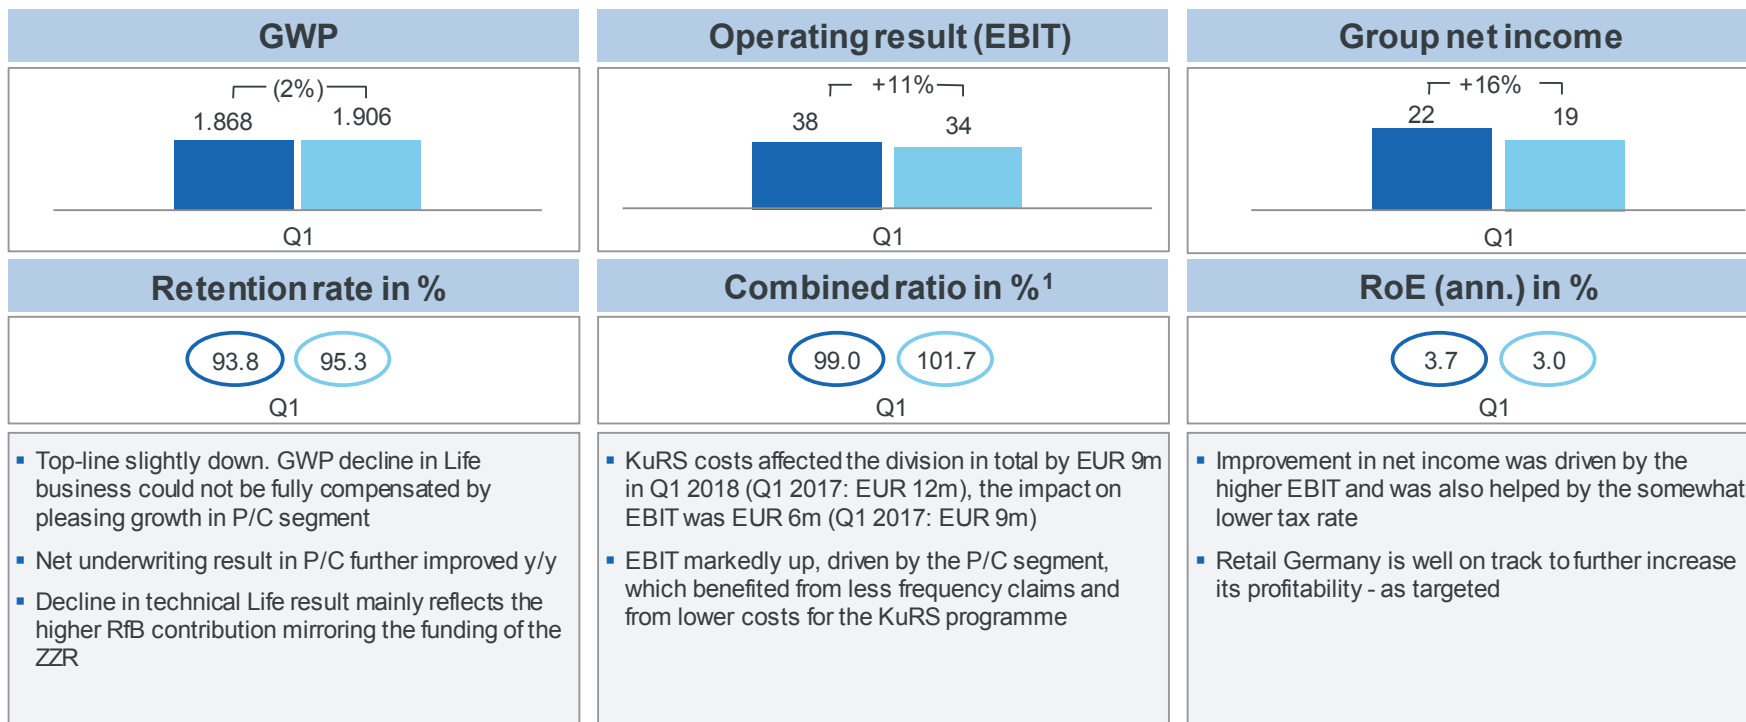 GWP
(2%)
1.868
1.906
Q1
Operating result (EBIT)
+11%
38
34
Q1
Group net income
+16%
22
19
Q1
Retention rate in %
93.8
95.3
Q1
Combined ratio in %1
99.0
101.7
Q1
RoE (ann.) in %
3.7
3.0
Q1
▪ Top-line slightly down. GWP decline in Life
business could not be fully compensated by
pleasing growth in P/C segment
▪ Net underwriting result in P/C further improved y/y
▪ Decline in technical Life result mainly reflects the
higher RfB contribution mirroring the funding of the
ZZR
▪ KuRS costs affected the division in total by EUR 9m
in Q1 2018 (Q1 2017: EUR 12m), the impact on
EBIT was EUR 6m (Q1 2017: EUR 9m)
▪ EBIT markedly up, driven by the P/C segment,
which benefited from less frequency claims and
from lower costs for the KuRS programme
▪ Improvement in net income was driven by the
higher EBIT and was also helped by the somewhat
lower tax rate
▪ Retail Germany is well on track to further increase
its profitability - as targeted